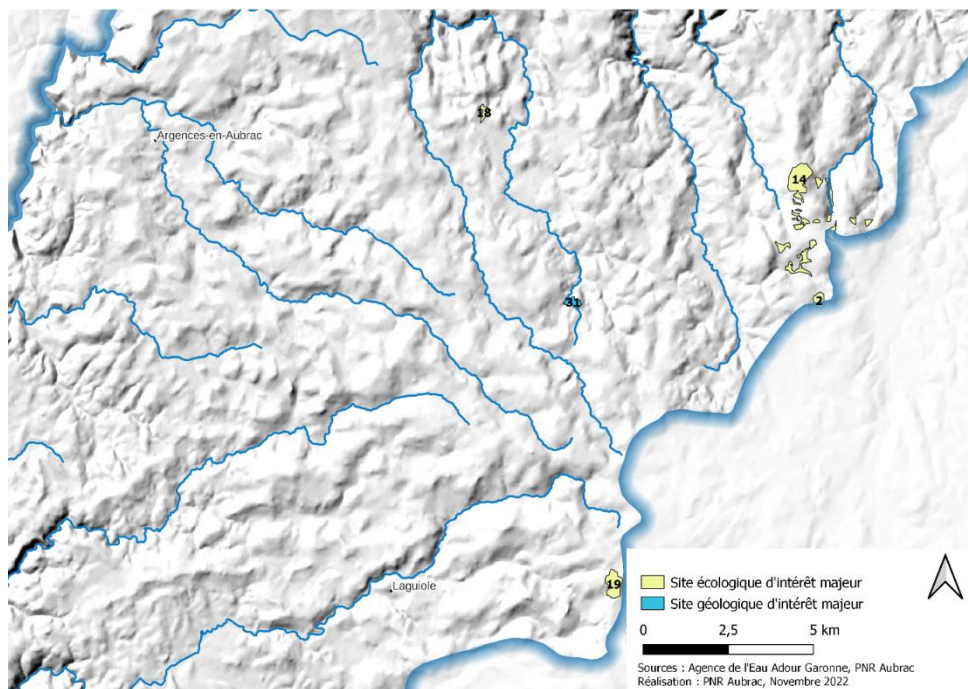 18
Argences-en-Aubrac
14
31
2
19
Laguiole
Site écologique d'intérêt majeur
Site géologique d'intérêt majeur
0 2,5 5 km
Sources : Agence de l'Eau Adour Garonne, PNR Aubrac
Réalisation : PNR Aubrac, Novembre 2022